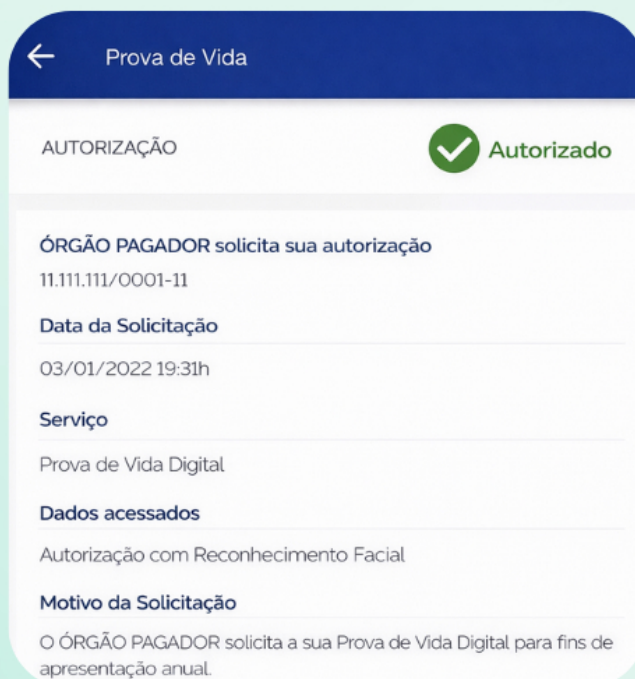 Prova de Vida
AUTORIZAÇÃO
Autorizado
ÓRGÃO PAGADOR solicita sua autorização
11.111.111/0001-11
Data da Solicitação
03/01/2022 19:31h
Serviço
Prova de Vida Digital
Dados acessados
Autorização com Reconhecimento Facial
Motivo da Solicitação
O ÓRGÃO PAGADOR solicita a sua Prova de Vida Digital para fins de
apresentação anual.